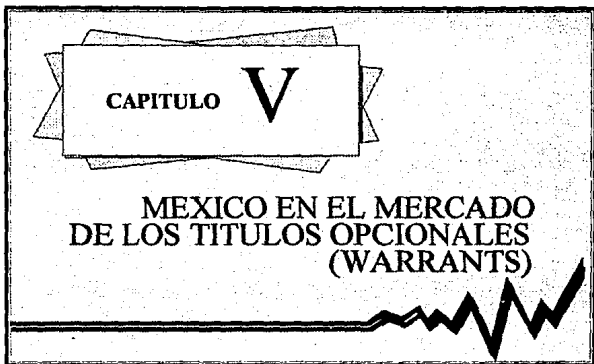 CAPITULO V
MEXICO EN EL MERCADO
DE LOS TITULOS OPCIONALES
(WARRANTS)